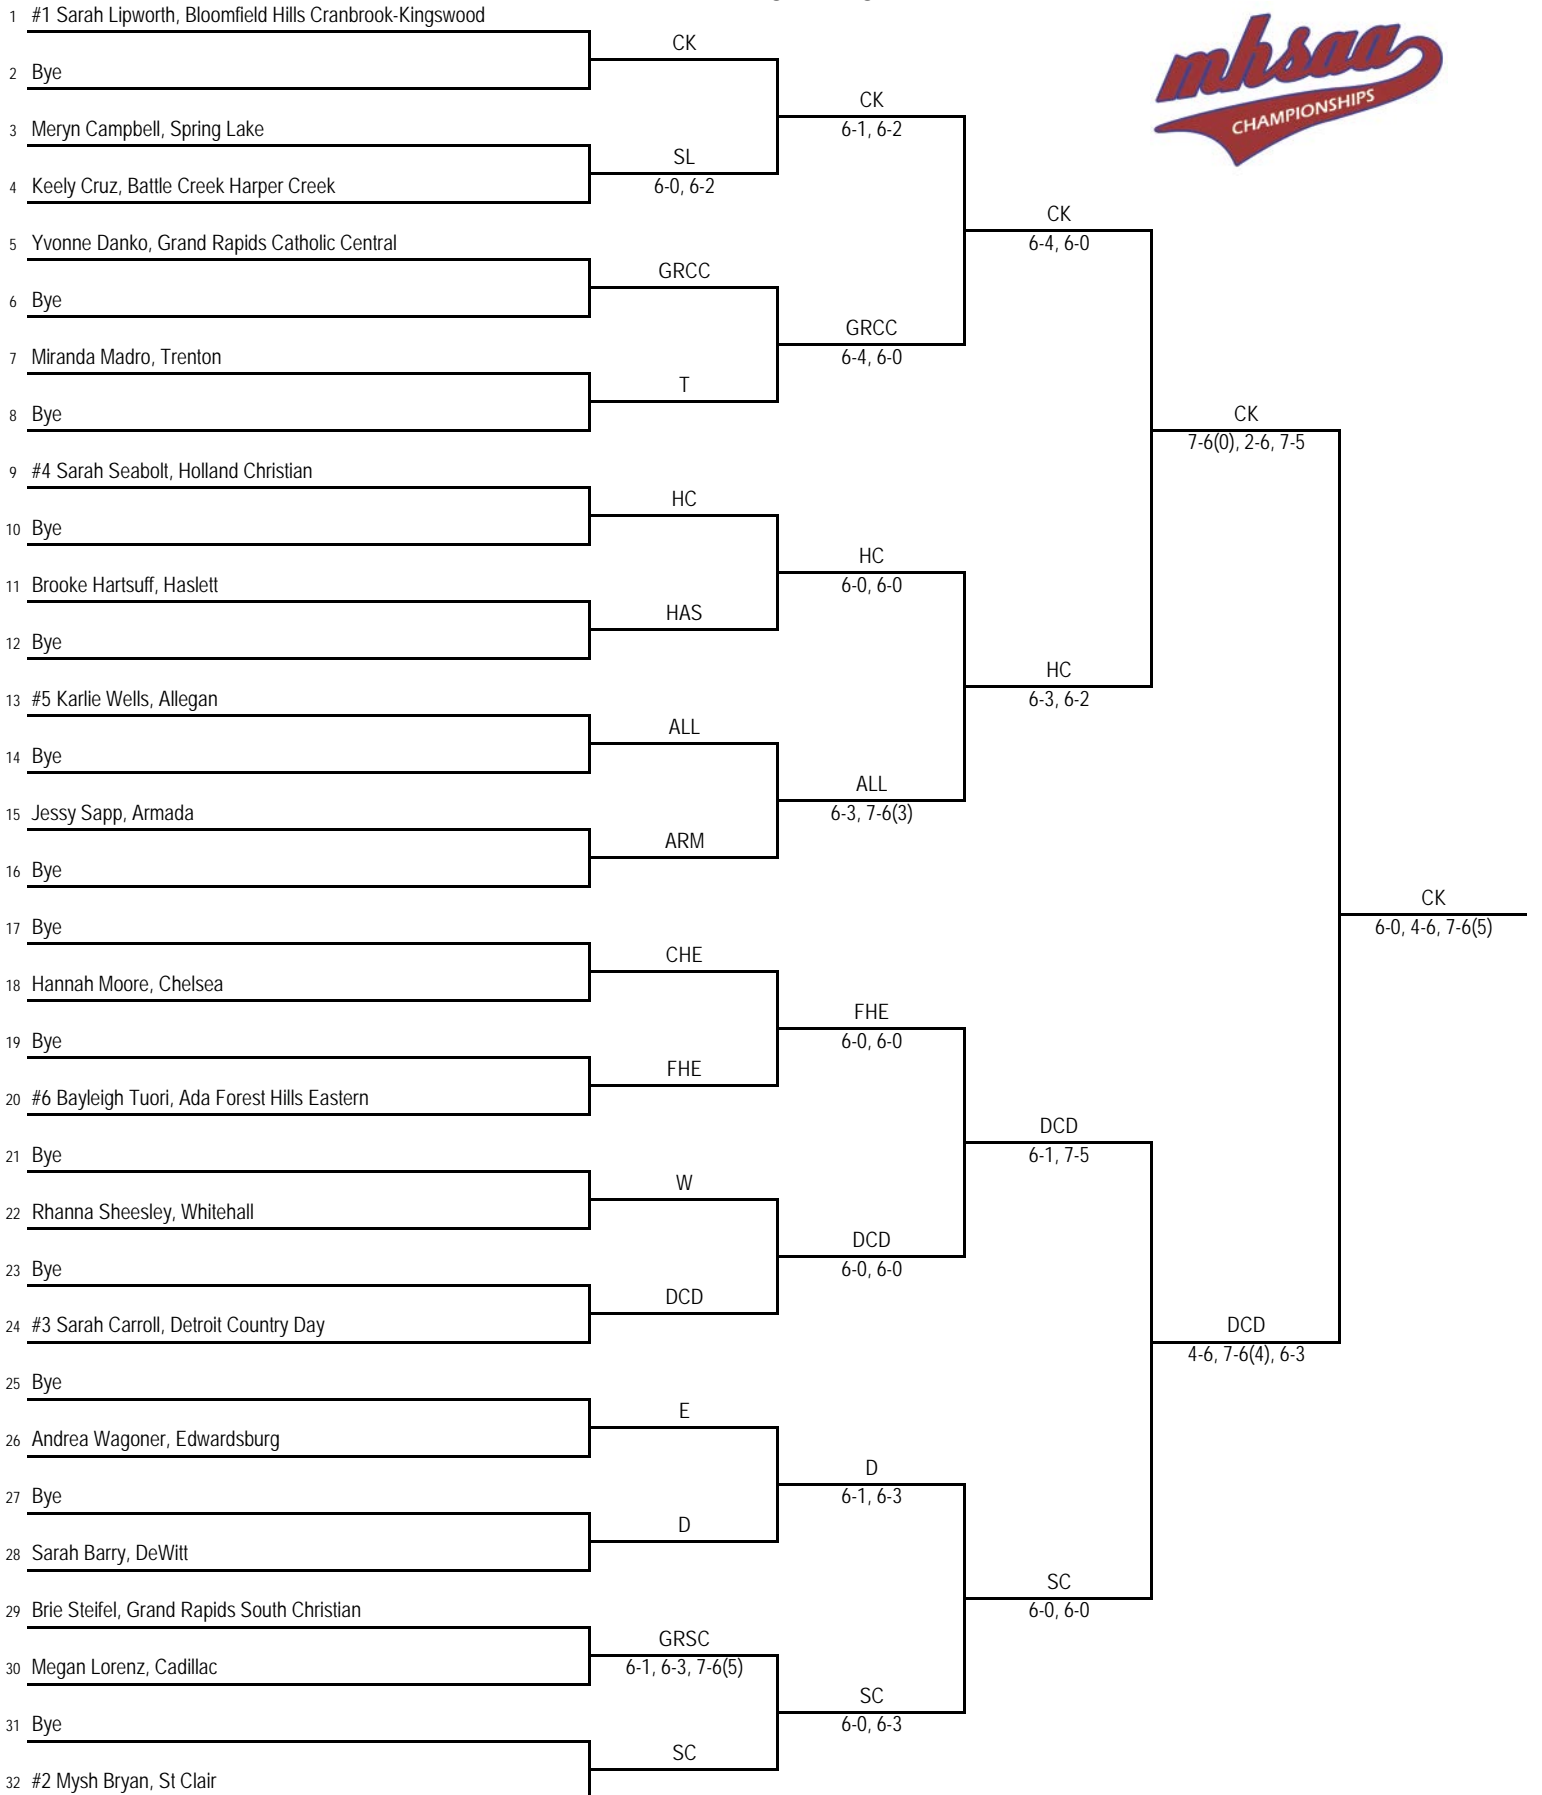 1 #1 Sarah Lipworth, Bloomfield Hills Cranbrook-Kingswood
CK
2 Bye
mhsaa
CHAMPIONSHIPS
CK
6-1, 6-2
3 Meryn Campbell, Spring Lake
SL
6-0, 6-2
4 Keely Cruz, Battle Creek Harper Creek
CK
6-4, 6-0
5 Yvonne Danko, Grand Rapids Catholic Central
GRCC
6 Bye
GRCC
6-4, 6-0
7 Miranda Madro, Trenton
T
8 Bye
CK
7-6(0), 2-6, 7-5
9 #4 Sarah Seabolt, Holland Christian
HC
10 Bye
HC
6-0, 6-0
11 Brooke Hartsuff, Haslett
HAS
12 Bye
HC
6-3, 6-2
13 #5 Karlie Wells, Allegan
ALL
14 Bye
ALL
6-3, 7-6(3)
15 Jessy Sapp, Armada
ARM
16 Bye
CK
6-0, 4-6, 7-6(5)
17 Bye
CHE
18 Hannah Moore, Chelsea
FHE
6-0, 6-0
19 Bye
FHE
20 #6 Bayleigh Tuori, Ada Forest Hills Eastern
DCD
6-1, 7-5
21 Bye
W
22 Rhanna Sheesley, Whitehall
DCD
6-0, 6-0
23 Bye
DCD
24 #3 Sarah Carroll, Detroit Country Day
DCD
4-6, 7-6(4), 6-3
25 Bye
E
26 Andrea Wagoner, Edwardsburg
D
6-1, 6-3
27 Bye
D
28 Sarah Barry, DeWitt
SC
6-0, 6-0
29 Brie Steifel, Grand Rapids South Christian
GRSC
6-1, 6-3, 7-6(5)
30 Megan Lorenz, Cadillac
SC
6-0, 6-3
31 Bye
SC
32 #2 Mysh Bryan, St Clair